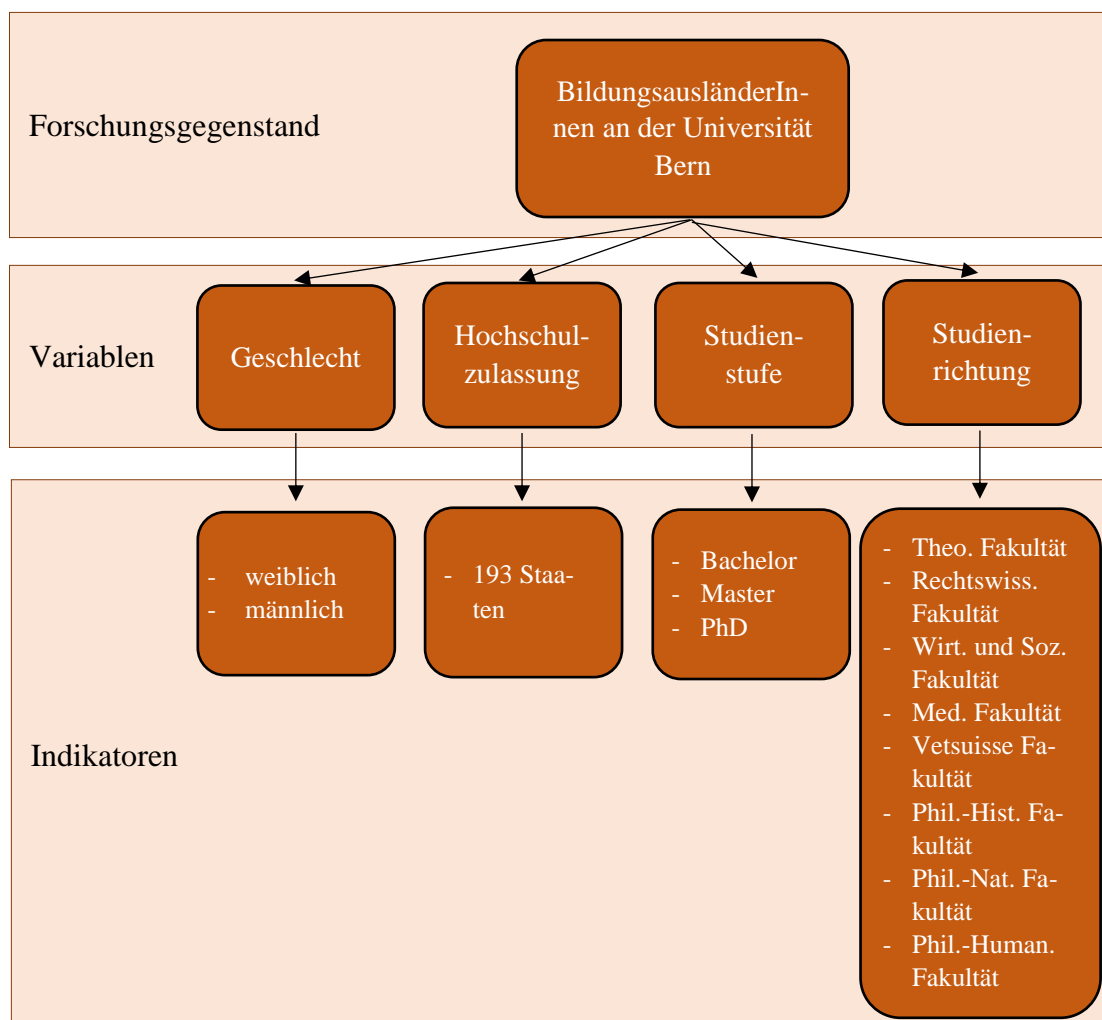 Forschungsgegenstand
BildungsausländerIn-
nen an der Universität
Bern
Variablen
Geschlecht
Hochschul-
zulassung
Studien-
stufe
Studien-
richtung
Indikatoren
- weiblich
- männlich
- 193 Staa-
ten
- Bachelor
- Master
- PhD
- Theo. Fakultät
- Rechtswiss.
Fakultät
- Wirt. und Soz.
Fakultät
- Med. Fakultät
- Vetsuisse Fa-
kultät
- Phil.-Hist. Fa-
kultät
- Phil.-Nat. Fa-
kultät
- Phil.-Human.
Fakultät